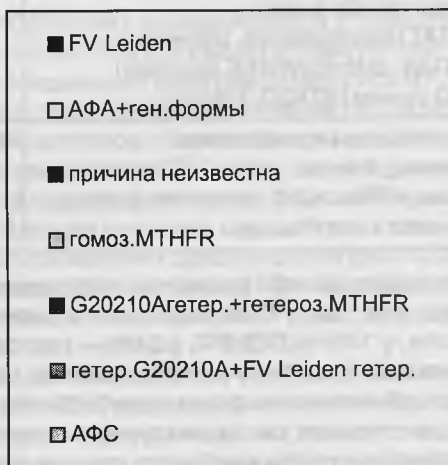 FV Leiden
АФА+ген.формы
причина неизвестна
гомоз.MTHFR
G20210Агетер.+гетероз.MTHFR
гетер.G20210A+FV Leiden гетер.
АФС